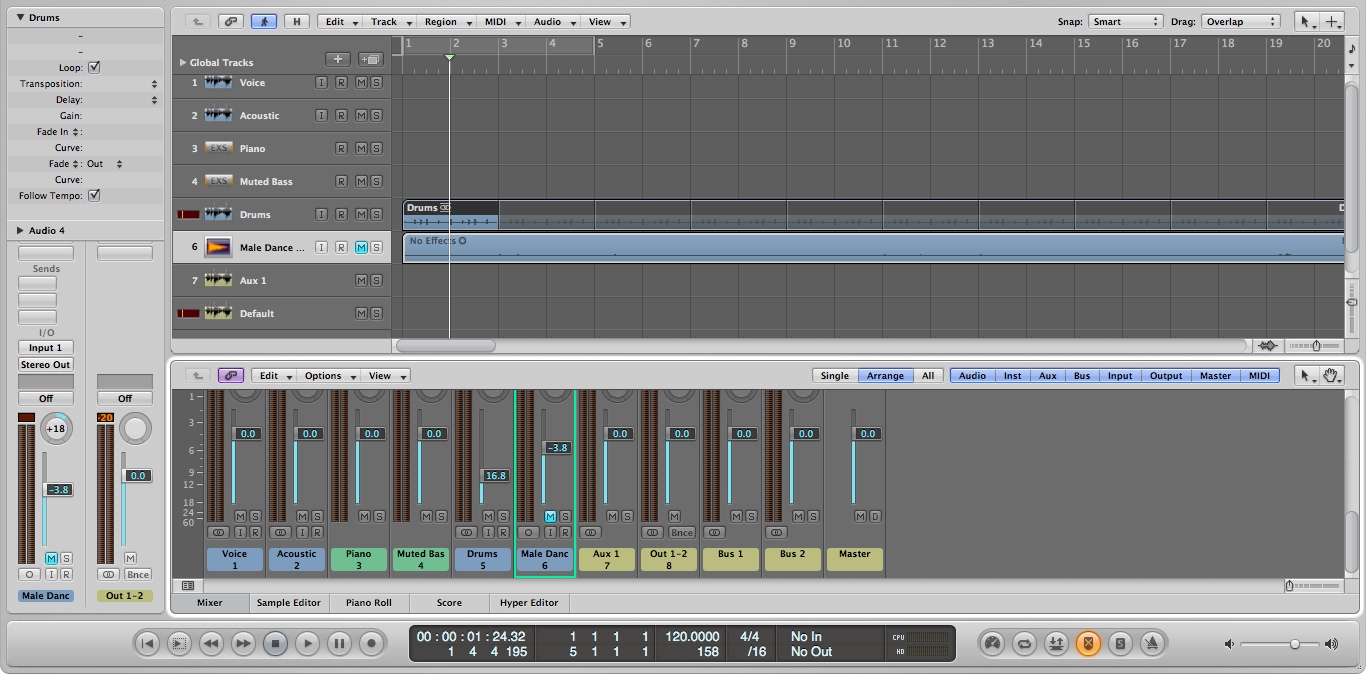 Drums
-
-
Loop:
Transposition:
Delay:
Gain:
Fade In :
Curve:
Fade : Out
Curve:
Follow Tempo:
Audio 4
Sends
I/O
Input 1
Stereo Out
Off Off
+18 -20
-3.8 0.0
M S M
O I R Bnce
Male Danc Out 1-2
H Edit Track Region MIDI Audio View
Snap: Smart Drag: Overlap
1 2 3 4 5 6 7 8 9 10 11 12 13 14 15 16 17 18 19 20
Global Tracks
1 Voice I R M S
2 Acoustic I R M S
3 EXS Piano R M S
4 EXS Muted Bass R M S
Drums I R M S
6 Male Dance ... I R M S
7 Aux 1 M S
Default M S
Drums D
No Effects O
Edit Options View
Single Arrange All
Audio Inst Aux Bus Input Output Master MIDI
1
3
6
9
12
18
24
60
0.0 0.0 0.0 0.0 16.8 -3.8 0.0 0.0 0.0 0.0 0.0
M S M S M S M S M S M S M S M M S M S M D
I R I R I R O I R Bnce
Voice Acoustic Piano Muted Bas Drums Male Danc Aux 1 Out 1-2 Bus 1 Bus 2 Master
1 2 3 4 5 6 7 8
Mixer Sample Editor Piano Roll Score Hyper Editor
00 : 00 : 01 : 24.32 1 1 1 1 120.0000 4/4 No In CPU
1 4 4 195 5 1 1 1 158 /16 No Out HD
S